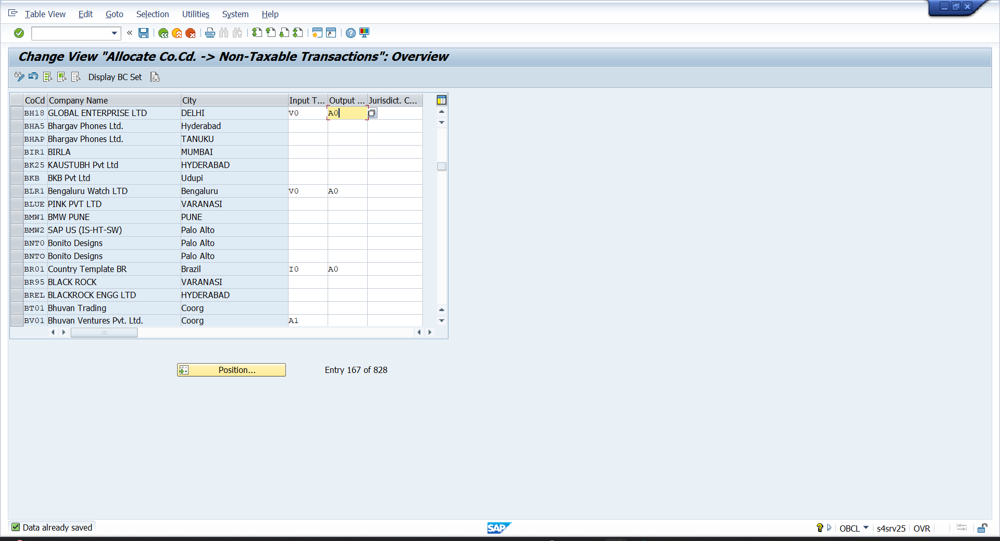 Table View Edit Goto Selection Utilities System Help
«
Change View "Allocate Co.Cd. -> Non-Taxable Transactions": Overview
Display BC Set
CoCd Company Name City Input T... Output ... Jurisdict. C...
BH18 GLOBAL ENTERPRISE LTD DELHI V0 A0
BHA5 Bhargav Phones Ltd. Hyderabad
BHAP Bhargav Phones Ltd. TANUKU
BIR1 BIRLA MUMBAI
BK25 KAUSTUBH Pvt Ltd HYDERABAD
BKB BKB Pvt Ltd Udupi
BLR1 Bengaluru Watch LTD Bengaluru V0 A0
BLUE PINK PVT LTD VARANASI
BMW1 BMW PUNE PUNE
BMW2 SAP US (IS-HT-SW) Palo Alto
BNT0 Bonito Designs Palo Alto
BNTO Bonito Designs Palo Alto
BR01 Country Template BR Brazil I0 A0
BR95 BLACK ROCK VARANASI
BREL BLACKROCK ENGG LTD HYDERABAD
BT01 Bhuvan Trading Coorg
BV01 Bhuvan Ventures Pvt. Ltd. Coorg A1
Position... Entry 167 of 828
Data already saved SAP OBCL s4srv25 OVR